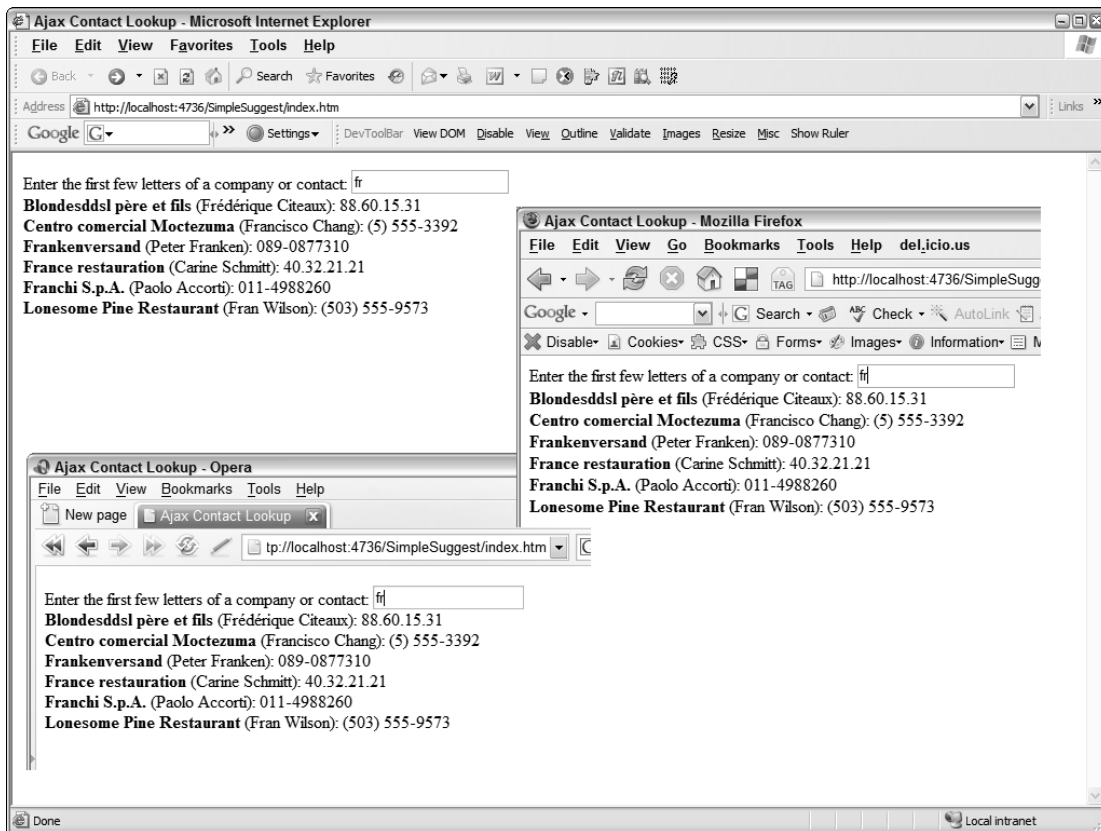 Ajax Contact Lookup - Microsoft Internet Explorer
File Edit View Favorites Tools Help
Back Search Favorites
Address http://localhost:4736/SimpleSuggest/index.htm Links »
Google G » Settings DevToolBar View DOM Disable View Outline Validate Images Resize Misc Show Ruler
Enter the first few letters of a company or contact: fr
Blondesddsl père et fils (Frédérique Citeaux): 88.60.15.31
Centro comercial Moctezuma (Francisco Chang): (5) 555-3392
Frankenversand (Peter Franken): 089-0877310
France restauration (Carine Schmitt): 40.32.21.21
Franchi S.p.A. (Paolo Accorti): 011-4988260
Lonesome Pine Restaurant (Fran Wilson): (503) 555-9573
Ajax Contact Lookup - Mozilla Firefox
File Edit View Go Bookmarks Tools Help del.icio.us
TAG http://localhost:4736/SimpleSugg
Google G Search ABC Check AutoLink
Disable Cookies CSS Forms Images Information M
Enter the first few letters of a company or contact: fr
Blondesddsl père et fils (Frédérique Citeaux): 88.60.15.31
Centro comercial Moctezuma (Francisco Chang): (5) 555-3392
Frankenversand (Peter Franken): 089-0877310
France restauration (Carine Schmitt): 40.32.21.21
Franchi S.p.A. (Paolo Accorti): 011-4988260
Lonesome Pine Restaurant (Fran Wilson): (503) 555-9573
Ajax Contact Lookup - Opera
File Edit View Bookmarks Tools Help
New page Ajax Contact Lookup X
tp://localhost:4736/SimpleSuggest/index.htm
Enter the first few letters of a company or contact: fr
Blondesddsl père et fils (Frédérique Citeaux): 88.60.15.31
Centro comercial Moctezuma (Francisco Chang): (5) 555-3392
Frankenversand (Peter Franken): 089-0877310
France restauration (Carine Schmitt): 40.32.21.21
Franchi S.p.A. (Paolo Accorti): 011-4988260
Lonesome Pine Restaurant (Fran Wilson): (503) 555-9573
Done Local intranet